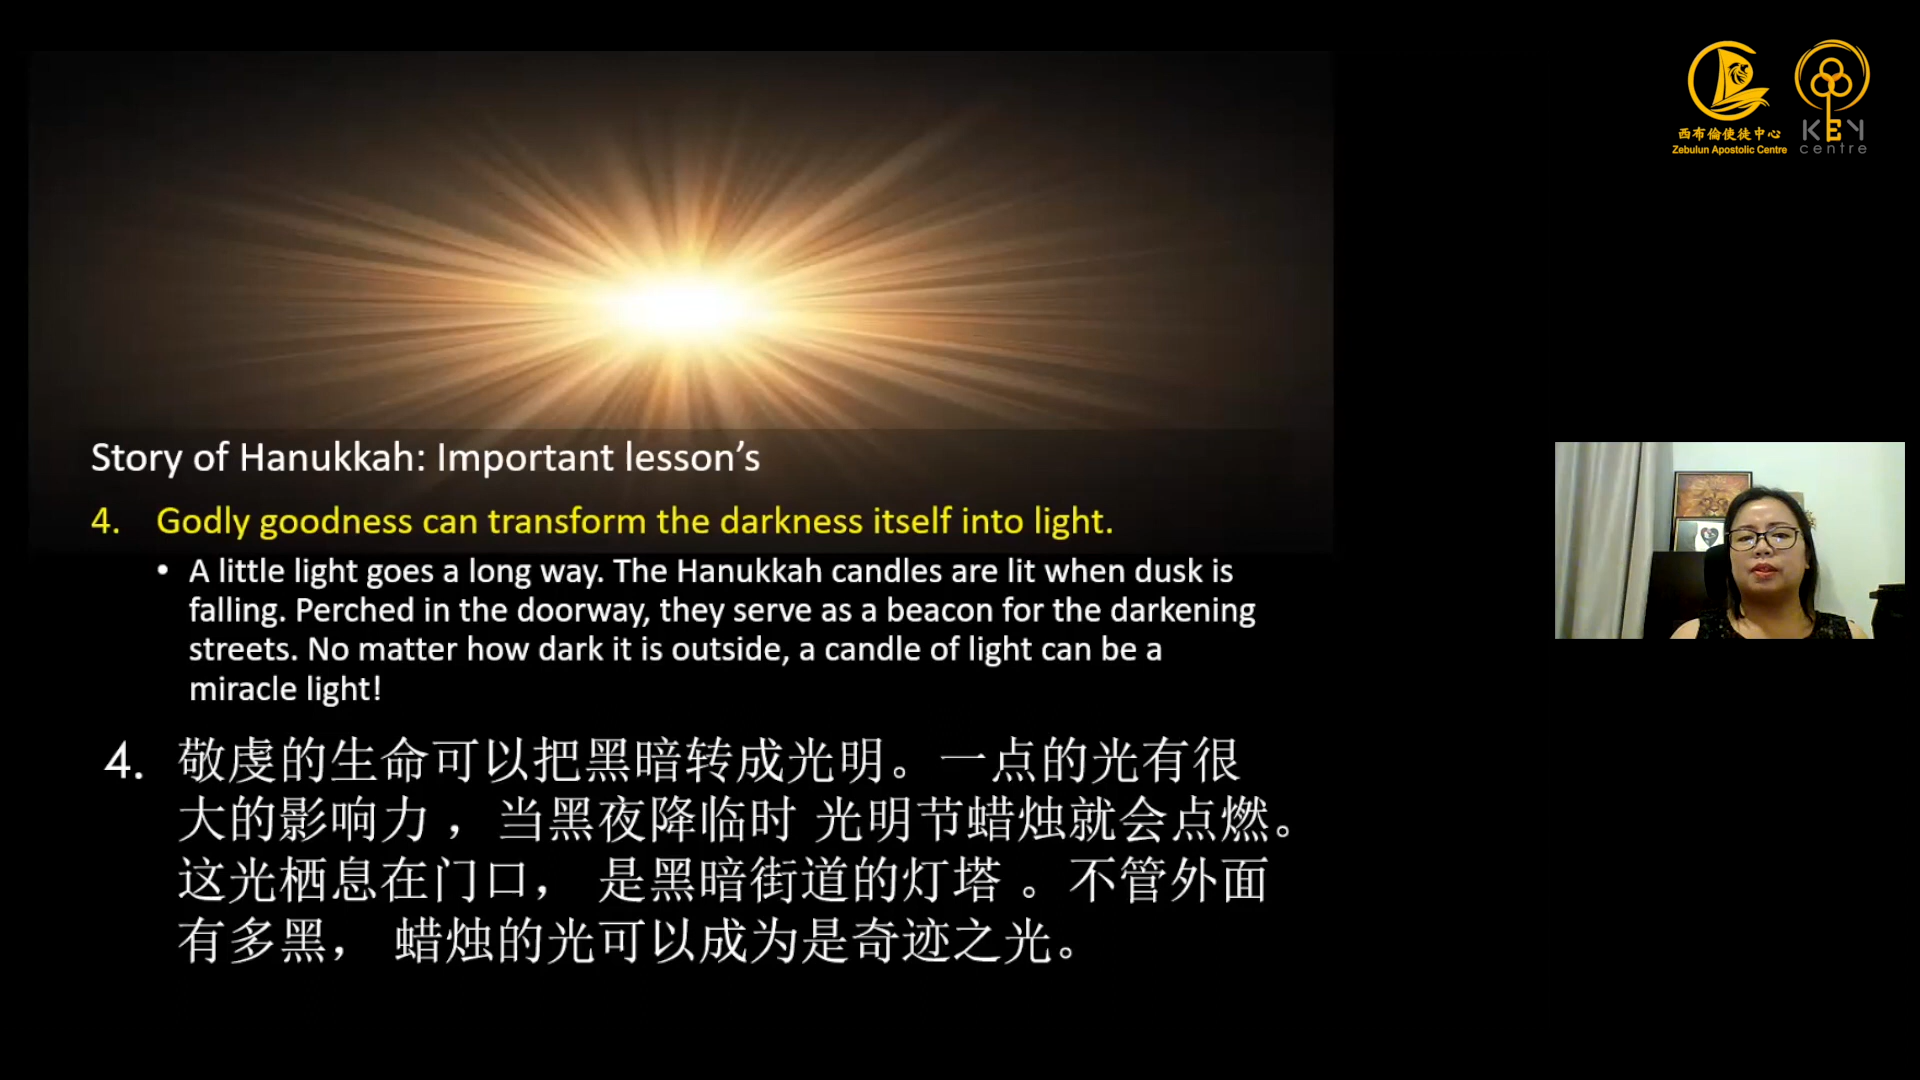 西布倫使徒中心
Zebulun Apostolic Centre
KEY
centre
Story of Hanukkah: Important lesson’s
4. Godly goodness can transform the darkness itself into light.
• A little light goes a long way. The Hanukkah candles are lit when dusk is
falling. Perched in the doorway, they serve as a beacon for the darkening
streets. No matter how dark it is outside, a candle of light can be a
miracle light!
4. 敬虔的生命可以把黑暗转成光明。一点的光有很
大的影响力 ，当黑夜降临时 光明节蜡烛就会点燃。
这光栖息在门口， 是黑暗街道的灯塔 。不管外面
有多黑， 蜡烛的光可以成为是奇迹之光。